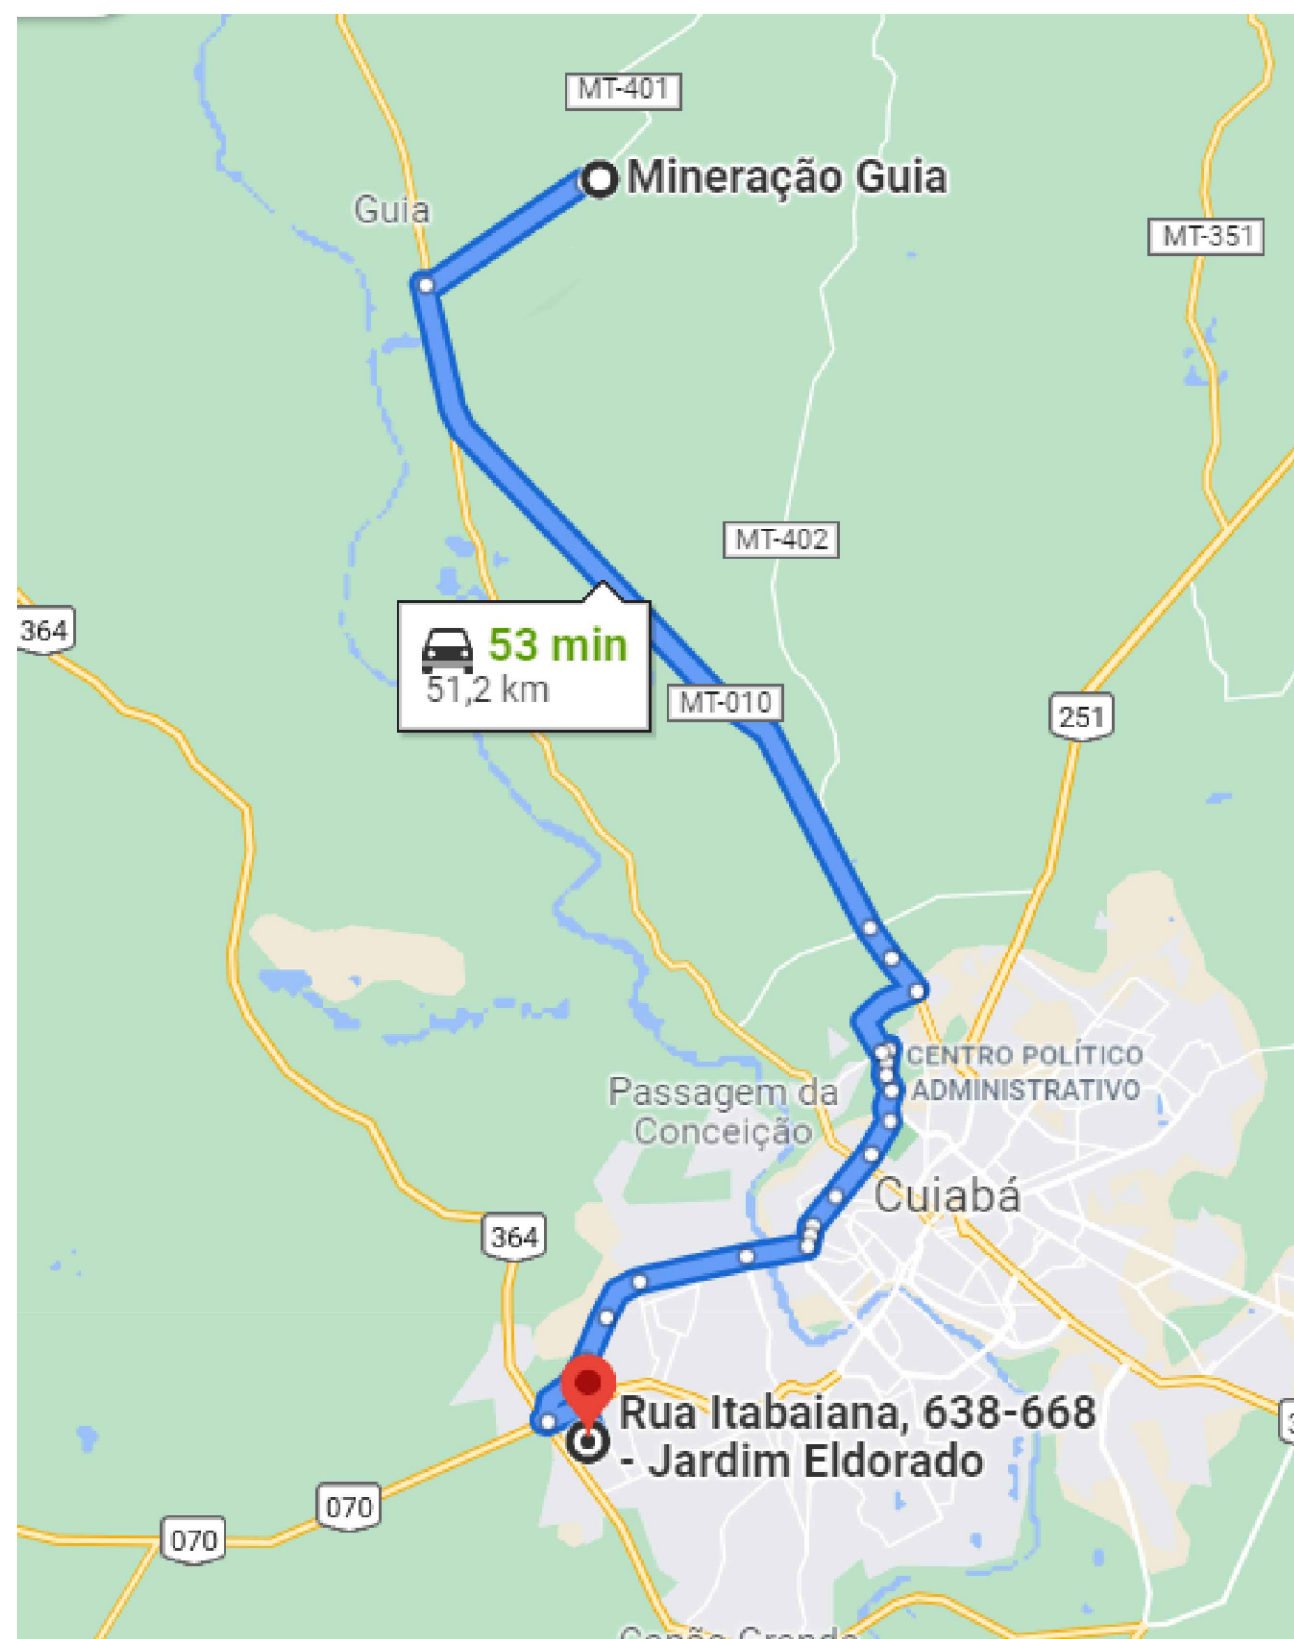 MT-401
Mineração Guia
Guia
MT-351
MT-402
364
53 min
51,2 km
MT-010
251
CENTRO POLÍTICO
ADMINISTRATIVO
Passagem da
Conceição
Cuiabá
364
Rua Itabaiana, 638-668
- Jardim Eldorado
070
070